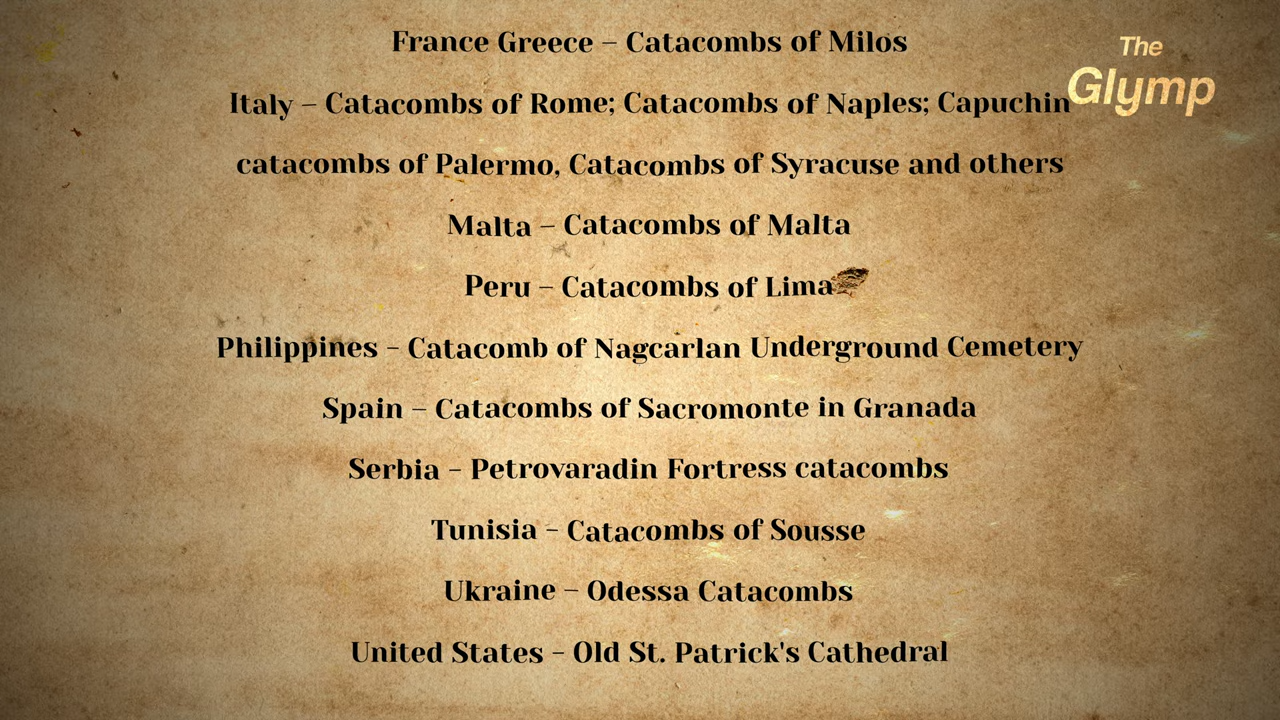 France Greece – Catacombs of Milos
The
Glymp
Italy – Catacombs of Rome; Catacombs of Naples; Capuchin
catacombs of Palermo, Catacombs of Syracuse and others
Malta – Catacombs of Malta
Peru – Catacombs of Lima
Philippines – Catacomb of Nagcarlan Underground Cemetery
Spain – Catacombs of Sacromonte in Granada
Serbia – Petrovaradin Fortress catacombs
Tunisia – Catacombs of Sousse
Ukraine – Odessa Catacombs
United States – Old St. Patrick's Cathedral